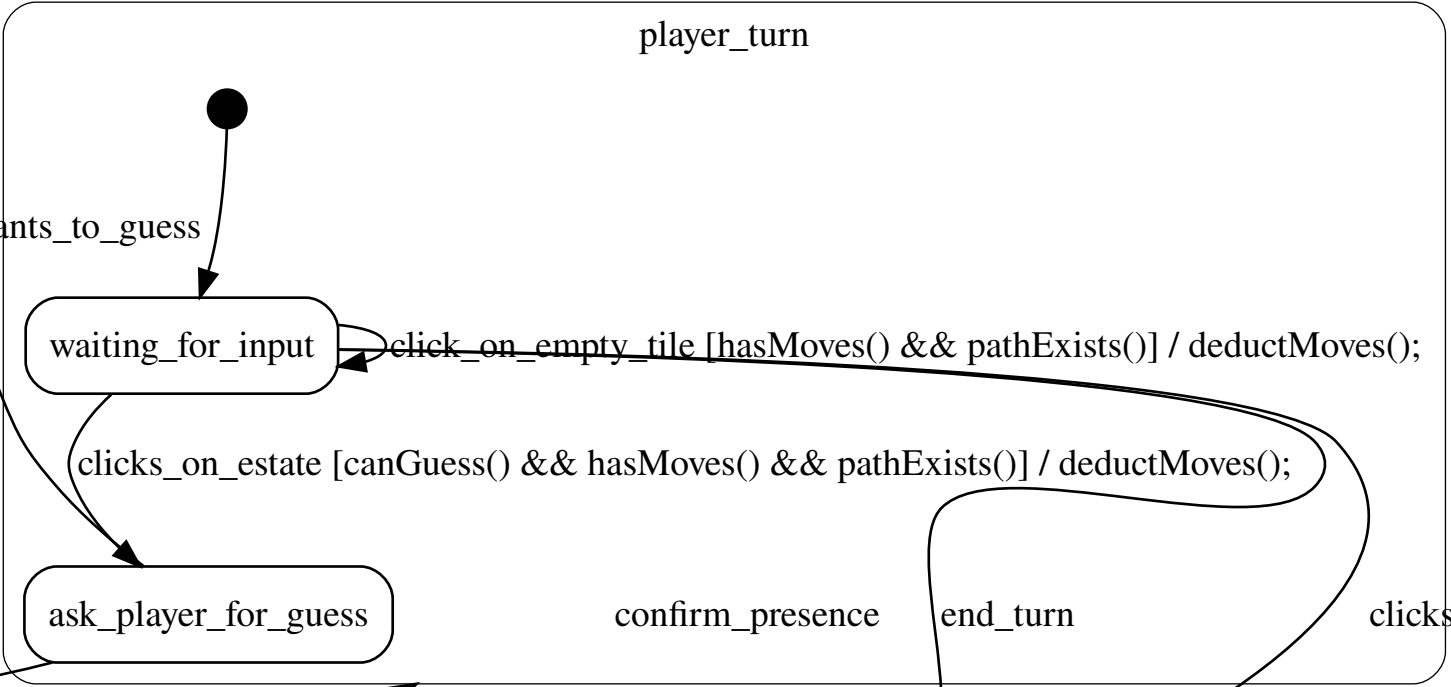 player_turn
ants_to_guess
waiting_for_input
click_on_empty_tile [hasMoves() && pathExists()] / deductMoves();
clicks_on_estate [canGuess() && hasMoves() && pathExists()] / deductMoves();
ask_player_for_guess
confirm_presence
end_turn
clicks